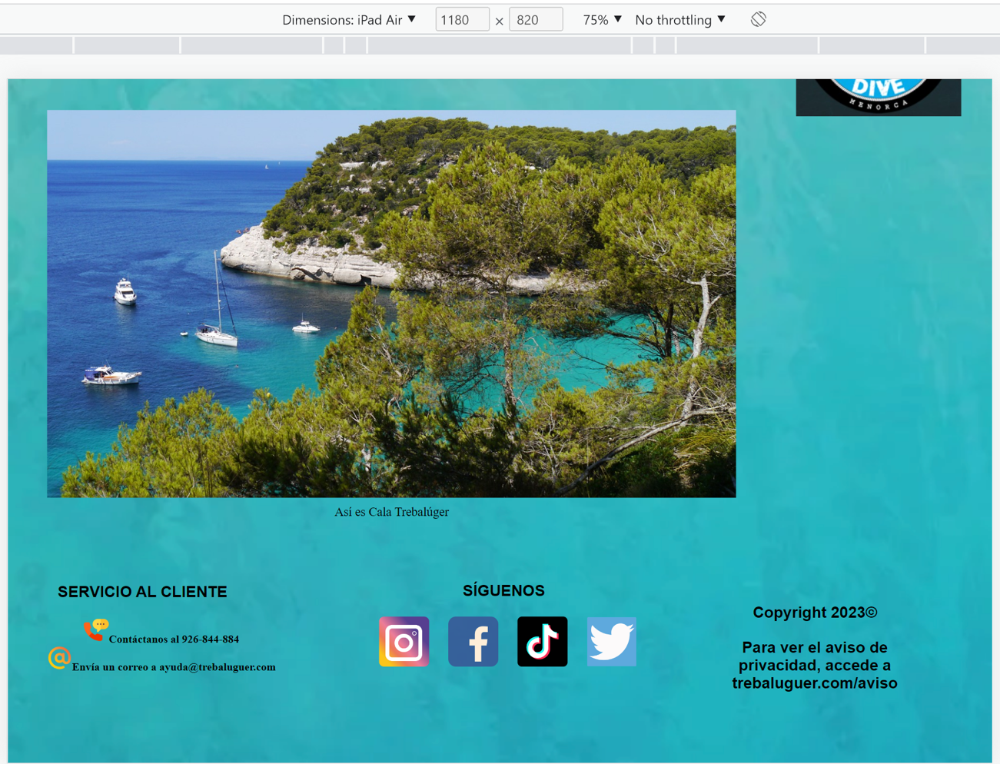 Dimensions: iPad Air ▼ 1180 × 820 75% ▼ No throttling ▼
DIVE
MENORCA
Así es Cala Trebalúger
SERVICIO AL CLIENTE
Contáctanos al 926-844-884
Envía un correo a ayuda@trebaluguer.com
SÍGUENOS
Copyright 2023©
Para ver el aviso de
privacidad, accede a
trebaluguer.com/aviso